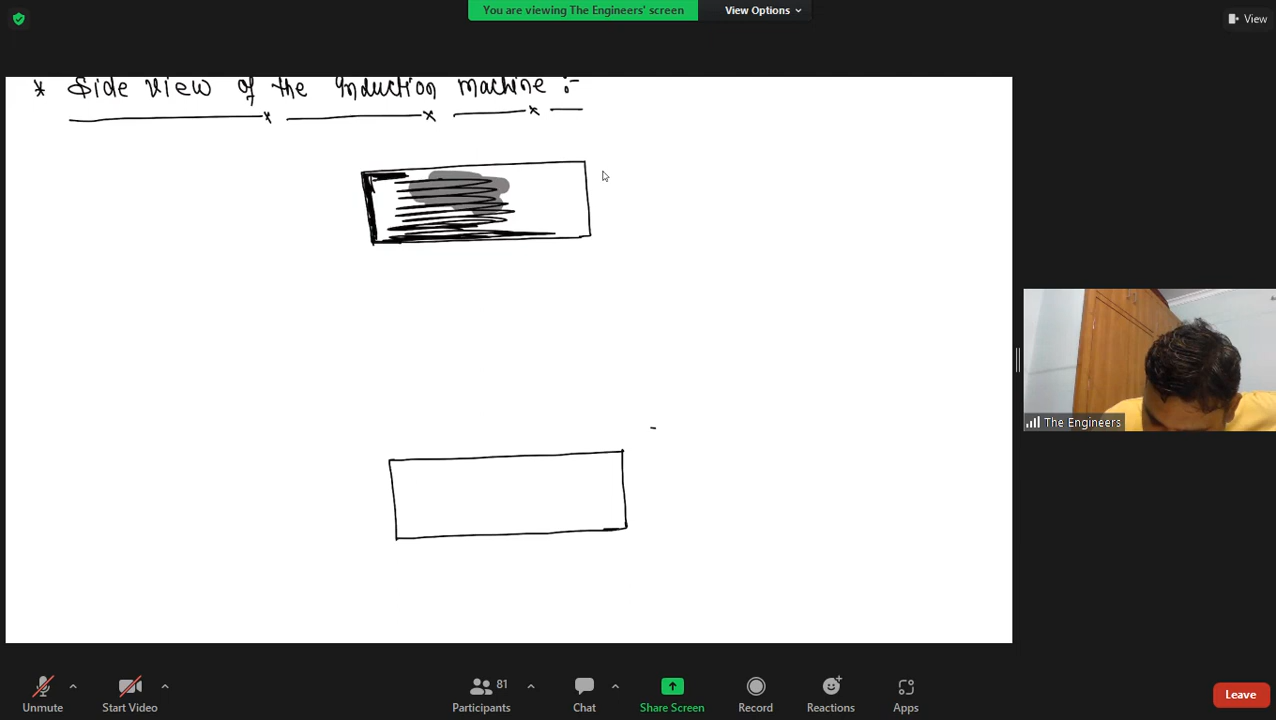 You are viewing The Engineers' screen
View Options
View
* Side view of the Induction machine :-
The Engineers
Unmute
Start Video
81
Participants
Chat
Share Screen
Record
Reactions
Apps
Leave